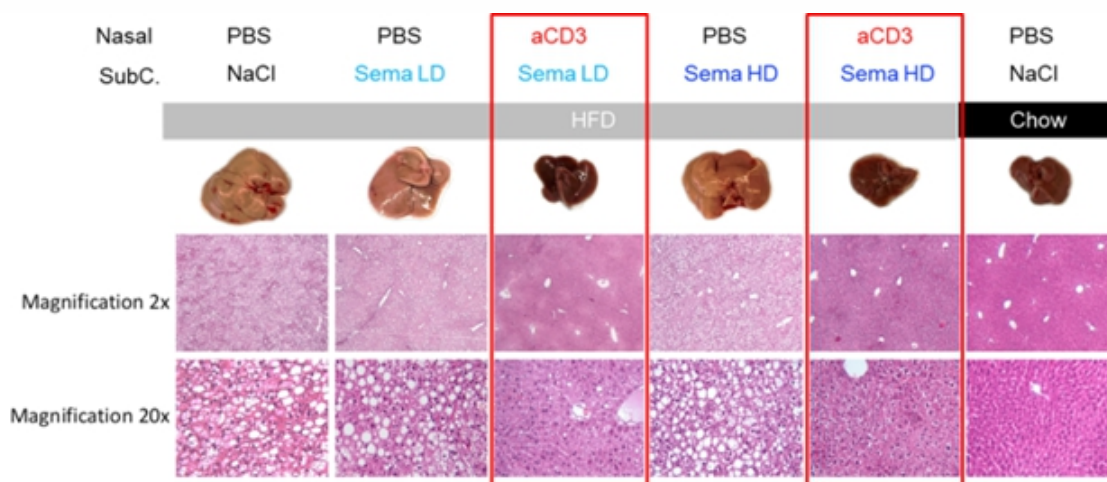 Nasal PBS PBS aCD3 PBS aCD3 PBS
SubC. NaCl Sema LD Sema LD Sema HD Sema HD NaCl
HFD Chow
Magnification 2x
Magnification 20x